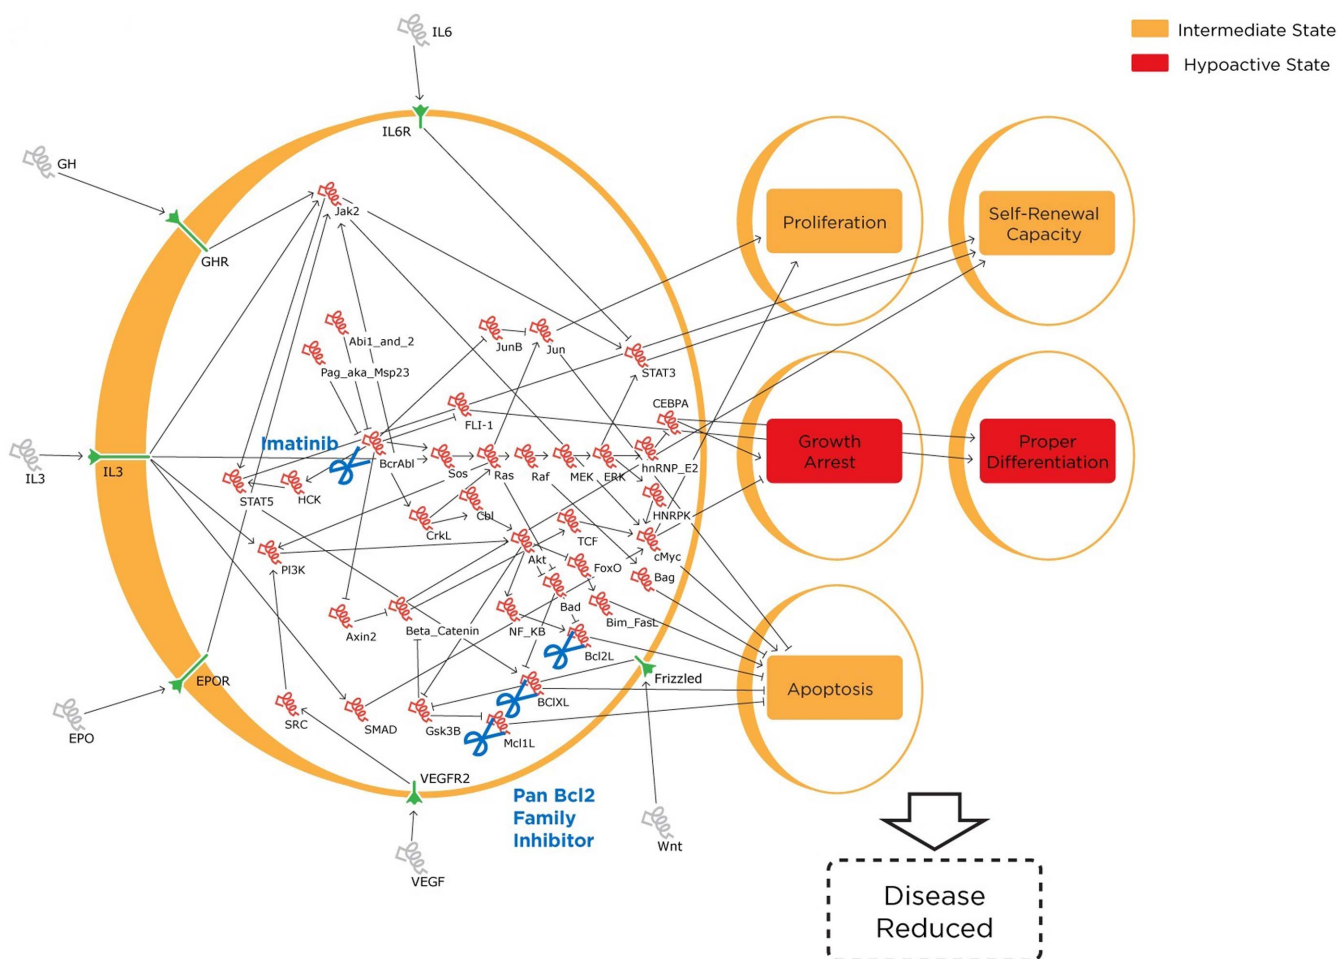 IL6
Intermediate State
Hypoactive State
IL6R
GH
Jak2
GHR
Proliferation
Self-Renewal
Capacity
Abi1_and_2
JunB
Jun
Pag_aka_Msp23
STAT3
CEBPA
FLI-1
Imatinib
BcrAbl
Growth
Arrest
Proper
Differentiation
IL3
IL3
Sos
Ras
Raf
MEK
ERK
hnRNP_E2
STAT5
HCK
HNRPK
Cbl
CrkL
TCF
cMyc
Akt
FoxO
PI3K
Bag
Bad
Bim_FasL
Axin2
Beta_Catenin
NF_KB
Bcl2L
EPOR
Frizzled
Apoptosis
BClXL
SRC
SMAD
Gsk3B
Mcl1L
EPO
VEGFR2
Pan Bcl2
Family
Inhibitor
Wnt
VEGF
Disease
Reduced